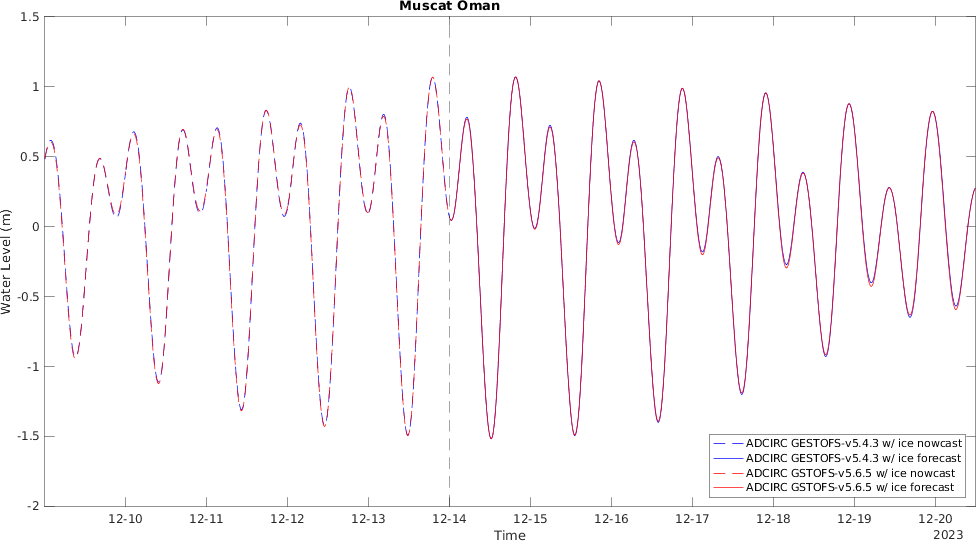 Muscat Oman
1.5
1
0.5
0
-0.5
-1
-1.5
-2
Water Level (m)
12-10 12-11 12-12 12-13 12-14 12-15 12-16 12-17 12-18 12-19 12-20
Time
2023
ADCIRC GESTOFS-v5.4.3 w/ ice nowcast
ADCIRC GESTOFS-v5.4.3 w/ ice forecast
ADCIRC GSTOFS-v5.6.5 w/ ice nowcast
ADCIRC GSTOFS-v5.6.5 w/ ice forecast